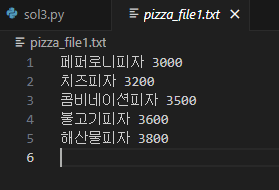 sol3.py pizza_file1.txt
pizza_file1.txt
1 페퍼로니피자 3000
2 치즈피자 3200
3 콤비네이션피자 3500
4 불고기피자 3600
5 해산물피자 3800
6